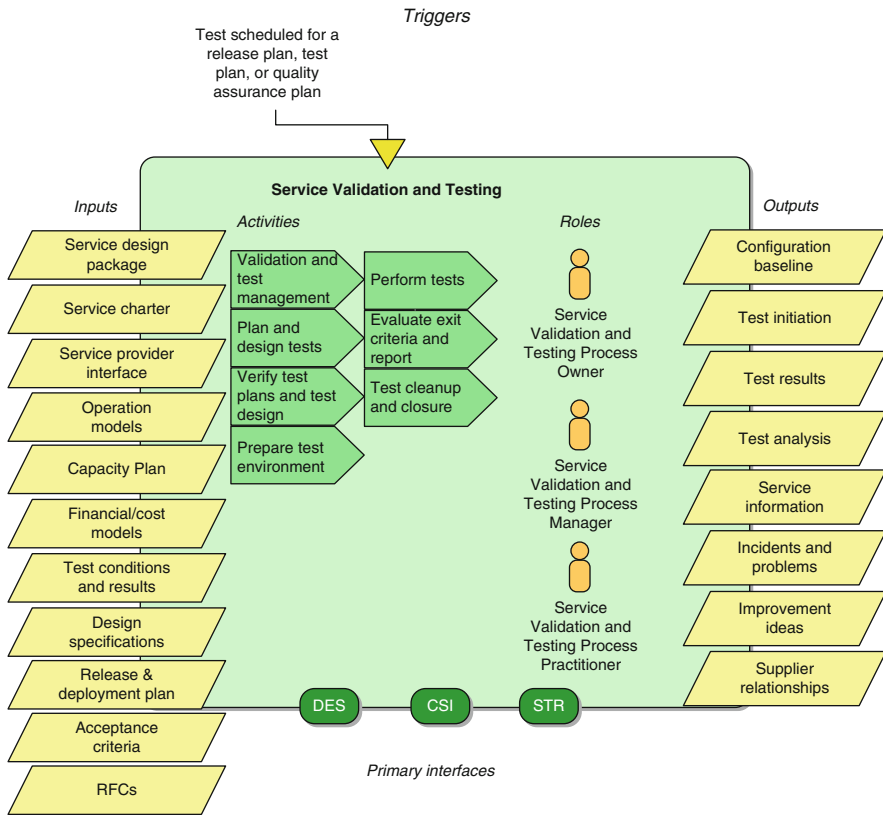 Triggers
Test scheduled for a
release plan, test
plan, or quality
assurance plan
Service Validation and Testing
Inputs
Service design
package
Service charter
Service provider
interface
Operation
models
Capacity Plan
Financial/cost
models
Test conditions
and results
Design
specifications
Release &
deployment plan
Acceptance
criteria
RFCs
Activities
Validation and
test
management
Plan and
design tests
Verify test
plans and test
design
Prepare test
environment
Perform tests
Evaluate exit
criteria and
report
Test cleanup
and closure
Roles
Service
Validation and
Testing Process
Owner
Service
Validation and
Testing Process
Manager
Service
Validation and
Testing Process
Practitioner
Outputs
Configuration
baseline
Test initiation
Test results
Test analysis
Service
information
Incidents and
problems
Improvement
ideas
Supplier
relationships
DES
CSI
STR
Primary interfaces